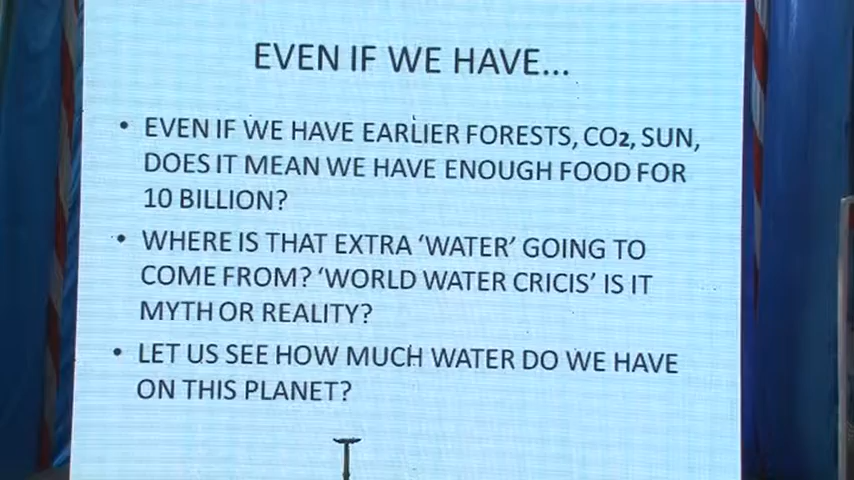 EVEN IF WE HAVE...
• EVEN IF WE HAVE EARLIER FORESTS, CO2, SUN,
DOES IT MEAN WE HAVE ENOUGH FOOD FOR
10 BILLION?
• WHERE IS THAT EXTRA ‘WATER’ GOING TO
COME FROM? ‘WORLD WATER CRICIS’ IS IT
MYTH OR REALITY?
• LET US SEE HOW MUCH WATER DO WE HAVE
ON THIS PLANET?